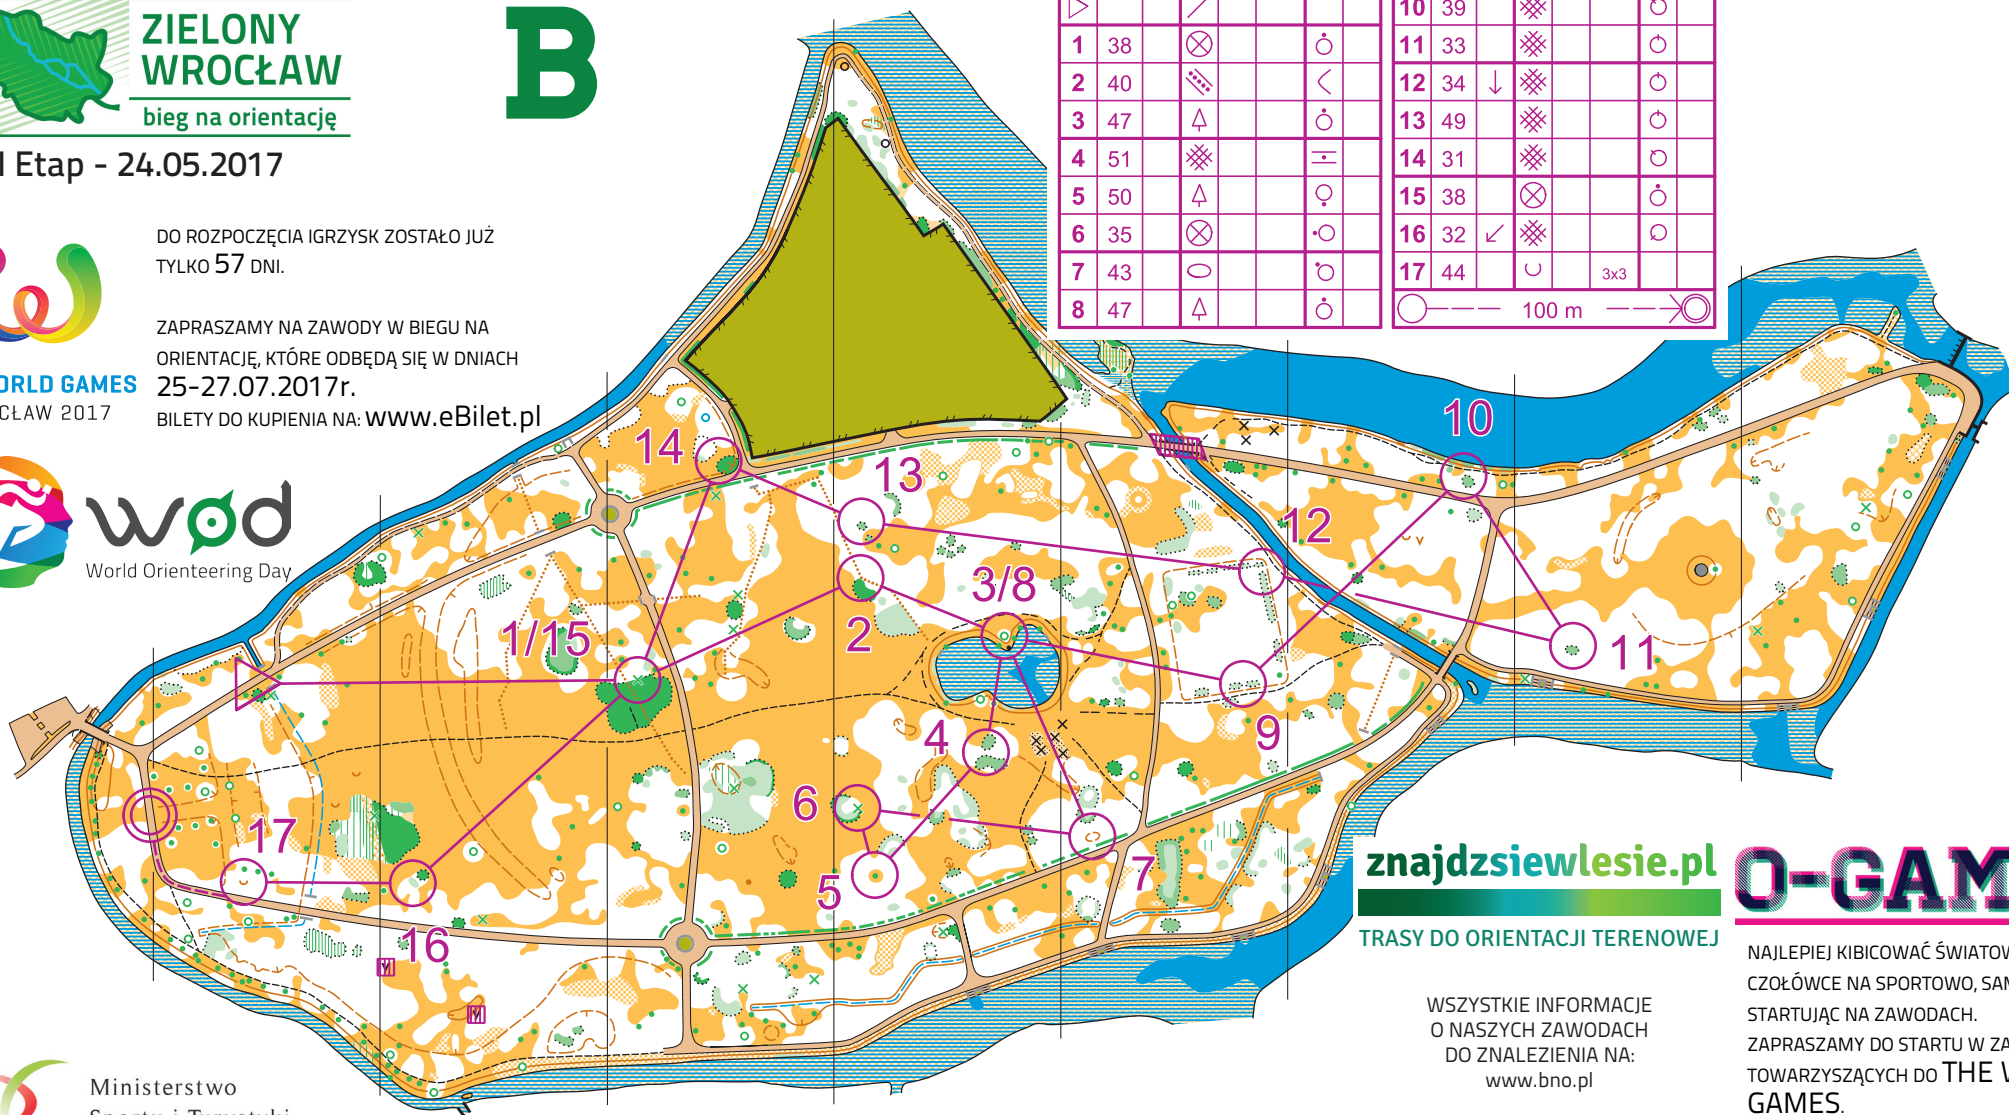 ZIELONY
WROCŁAW
bieg na orientację
Etap - 24.05.2017
B
DO ROZPOCZĘCIA IGRZYSK ZOSTAŁO JUŻ
TYLKO 57 DNI.
ZAPRASZAMY NA ZAWODY W BIEGU NA
ORIENTACJĘ, KTÓRE ODBĘDĄ SIĘ W DNIACH
25-27.07.2017r.
BILETY DO KUPIENIA NA: www.eBilet.pl
ORLD GAMES
CŁAW 2017
wod
World Orienteering Day
1 38
2 40
3 47
4 51
5 50
6 35
7 43
8 47
10 39
11 33
12 34
13 49
14 31
15 38
16 32
17 44 3x3
100 m
14
13
10
12
3/8
1/15
2
11
4
9
6
17
5
7
16
znajdzsiewlesie.pl
TRASY DO ORIENTACJI TERENOWEJ
WSZYSTKIE INFORMACJE
O NASZYCH ZAWODACH
DO ZNALEZIENIA NA:
www.bno.pl
O-GAM
NAJLEPIEJ KIBICOWAĆ ŚWIATOW
CZOŁÓWCE NA SPORTOWO, SAM
STARTUJĄC NA ZAWODACH.
ZAPRASZAMY DO STARTU W ZA
TOWARZYSZĄCYCH DO THE W
GAMES.
Ministerstwo
Sportu i Turystyki